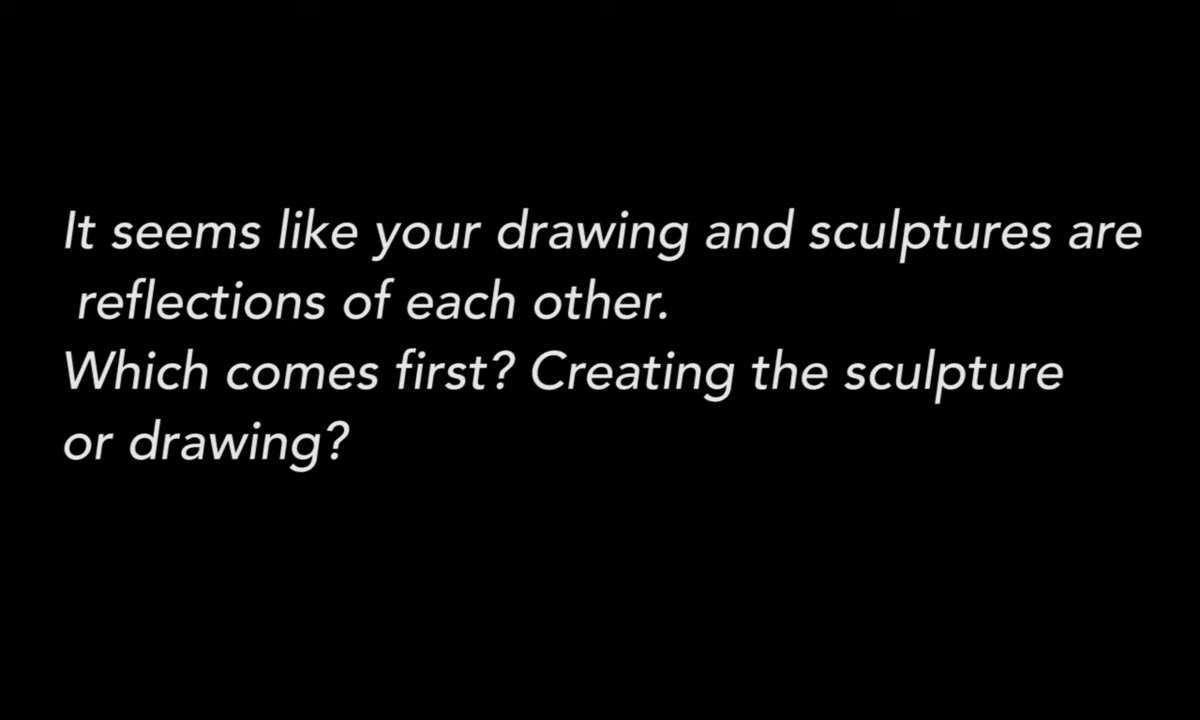 It seems like your drawing and sculptures are
reflections of each other.
Which comes first? Creating the sculpture
or drawing?